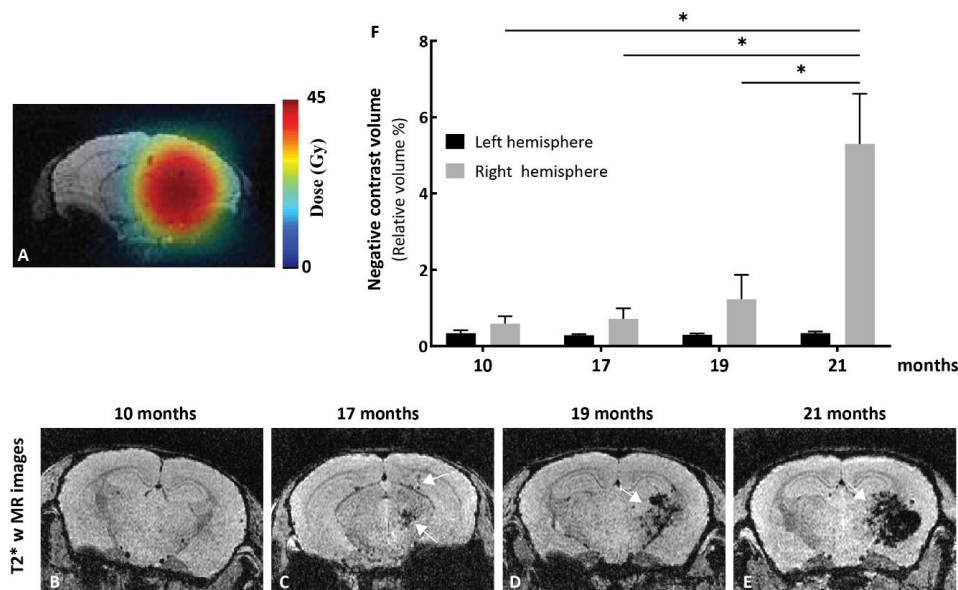 F
*
*
*
8
6
4
2
0
Negative contrast volume
(Relative volume %)
Left hemisphere
Right hemisphere
10
17
19
21
months
45
Dose (Gy)
0
A
10 months
17 months
19 months
21 months
T2* w MR images
B
C
D
E